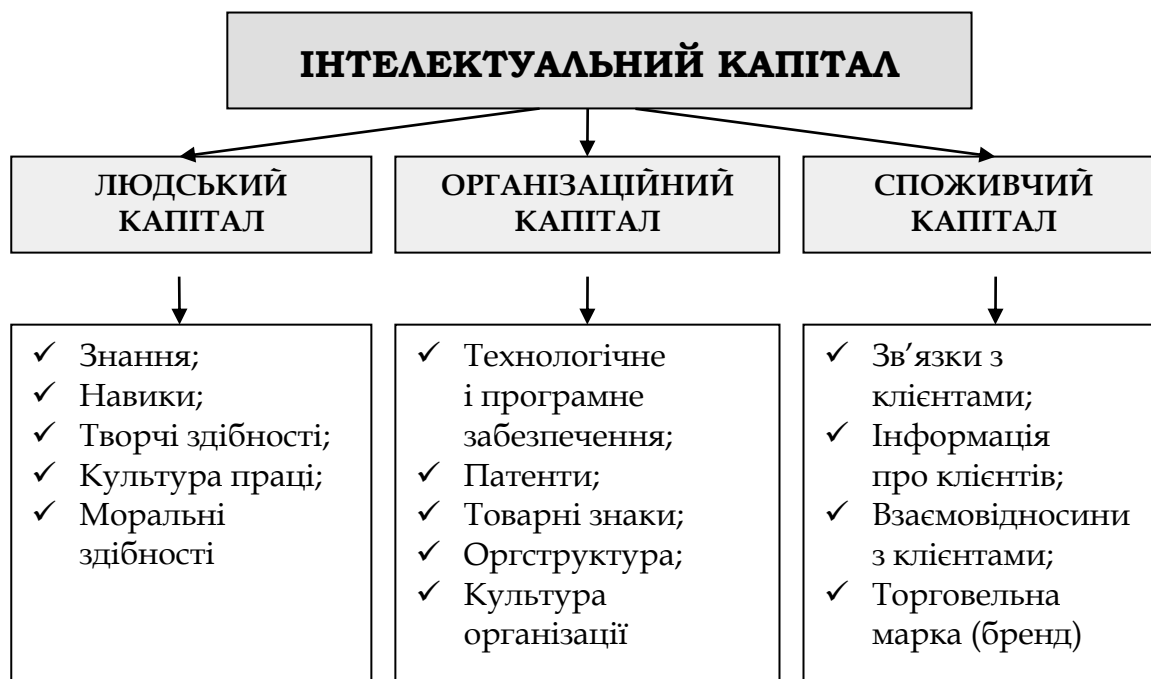 ІНТЕЛЕКТУАЛЬНИЙ КАПІТАЛ
ЛЮДСЬКИЙ
КАПІТАЛ
ОРГАНІЗАЦІЙНИЙ
КАПІТАЛ
СПОЖИВЧИЙ
КАПІТАЛ
✓ Знання;
✓ Навики;
✓ Творчі здібності;
✓ Культура праці;
✓ Моральні
здібності
✓ Технологічне
і програмне
забезпечення;
✓ Патенти;
✓ Товарні знаки;
✓ Оргструктура;
✓ Культура
організації
✓ Зв’язки з
клієнтами;
✓ Інформація
про клієнтів;
✓ Взаємовідносини
з клієнтами;
✓ Торговельна
марка (бренд)